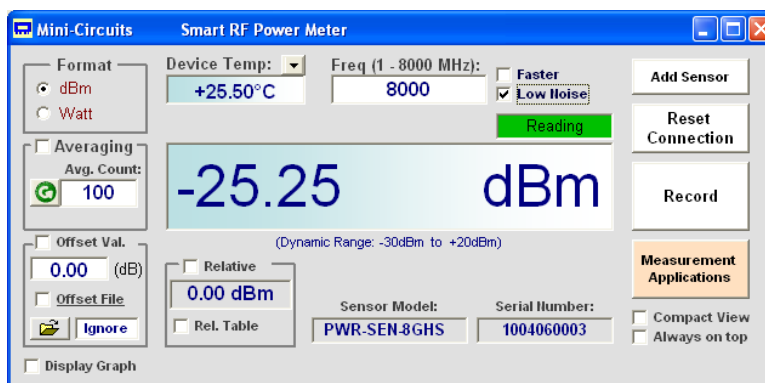 Mini-Circuits Smart RF Power Meter
Format
dBm
Watt
Device Temp:
+25.50°C
Freq (1 - 8000 MHz):
8000
Faster
Low Noise
Reading
Averaging
Avg. Count:
100
-25.25 dBm
(Dynamic Range: -30dBm to +20dBm)
Offset Val.
0.00 (dB)
Offset File
Ignore
Display Graph
Relative
0.00 dBm
Rel. Table
Sensor Model:
PWR-SEN-8GHS
Serial Number:
1004060003
Add Sensor
Reset
Connection
Record
Measurement
Applications
Compact View
Always on top